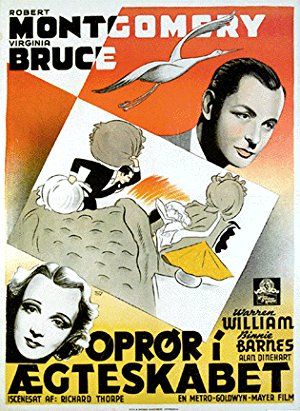 ROBERT
MONTGOMERY
VIRGINIA
BRUCE
Warren
WILLIAM
Binnie
BARNES
ALAN DINEHART
OPRØR i
ÆGTESKABET
ISCENESAT AF: RICHARD THORPE
EN METRO-GOLDWYN-MAYER FILM